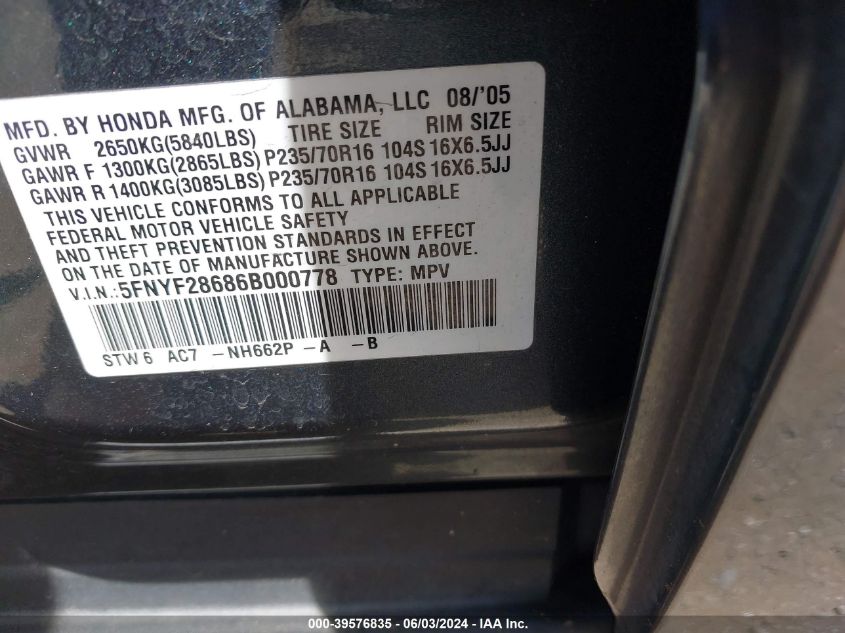 MFD. BY HONDA MFG. OF ALABAMA, LLC 08/'05
GVWR 2650KG(5840LBS) TIRE SIZE RIM SIZE
GAWR F 1300KG(2865LBS) P235/70R16 104S 16X6.5JJ
GAWR R 1400KG(3085LBS) P235/70R16 104S 16X6.5JJ
THIS VEHICLE CONFORMS TO ALL APPLICABLE
FEDERAL MOTOR VEHICLE SAFETY
AND THEFT PREVENTION STANDARDS IN EFFECT
ON THE DATE OF MANUFACTURE SHOWN ABOVE.
V.I.N.:5FNYF28686B000778 TYPE: MPV
STW6 AC7 -NH662P -A -B
000-39576835 - 06/03/2024 - IAA Inc.